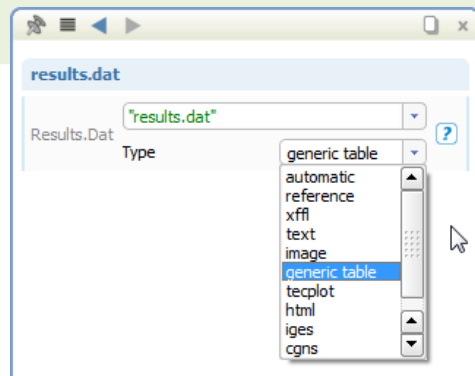 results.dat
"results.dat"
Results.Dat
?
Type
generic table
automatic
reference
xffl
text
image
generic table
tecplot
html
iges
cgns